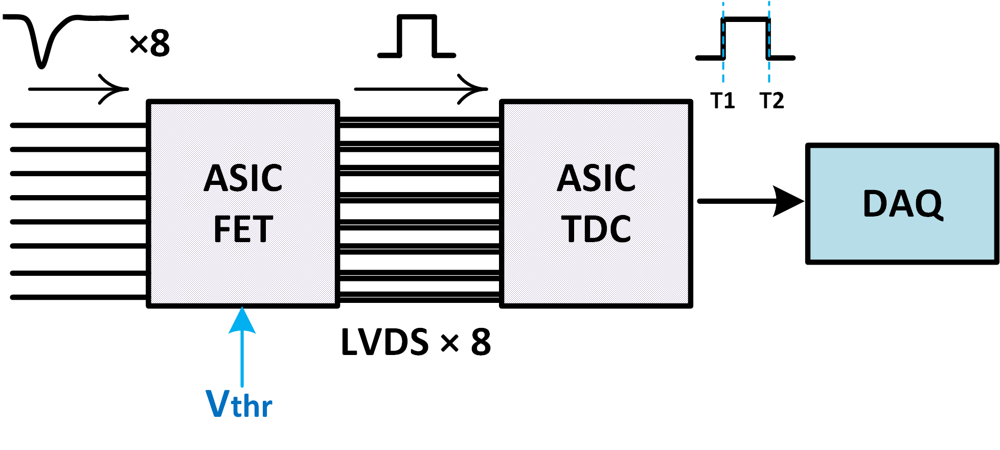 ×8
T1 T2
ASIC
FET
ASIC
TDC
DAQ
LVDS × 8
Vthr